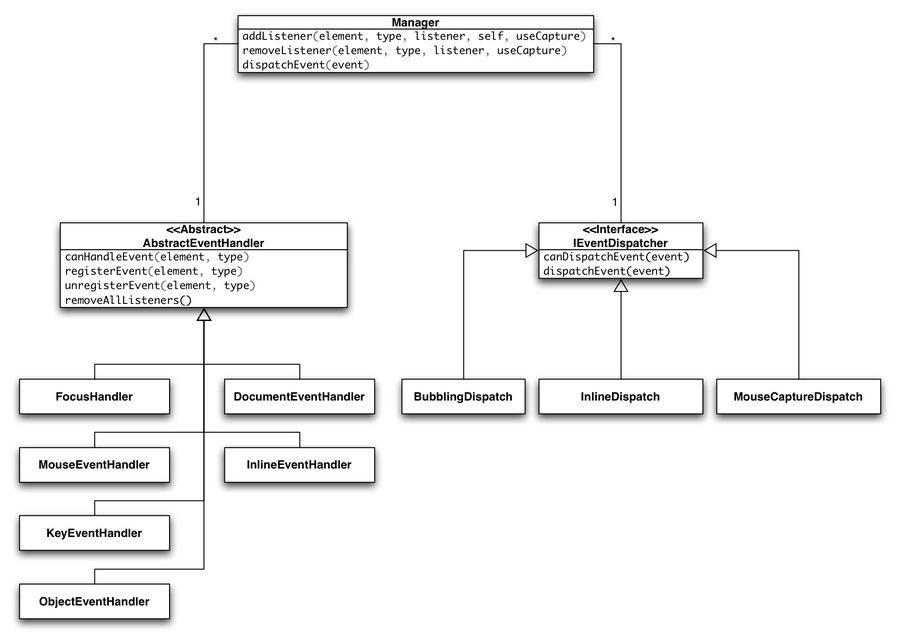 Manager
addListener(element, type, listener, self, useCapture)
removeListener(element, type, listener, useCapture)
dispatchEvent(event)
*
*
1
1
<<Abstract>>
AbstractEventHandler
canHandleEvent(element, type)
registerEvent(element, type)
unregisterEvent(element, type)
removeAllListeners()
<<Interface>>
IEventDispatcher
canDispatchEvent(event)
dispatchEvent(event)
FocusHandler
DocumentEventHandler
BubblingDispatch
InlineDispatch
MouseCaptureDispatch
MouseEventHandler
InlineEventHandler
KeyEventHandler
ObjectEventHandler